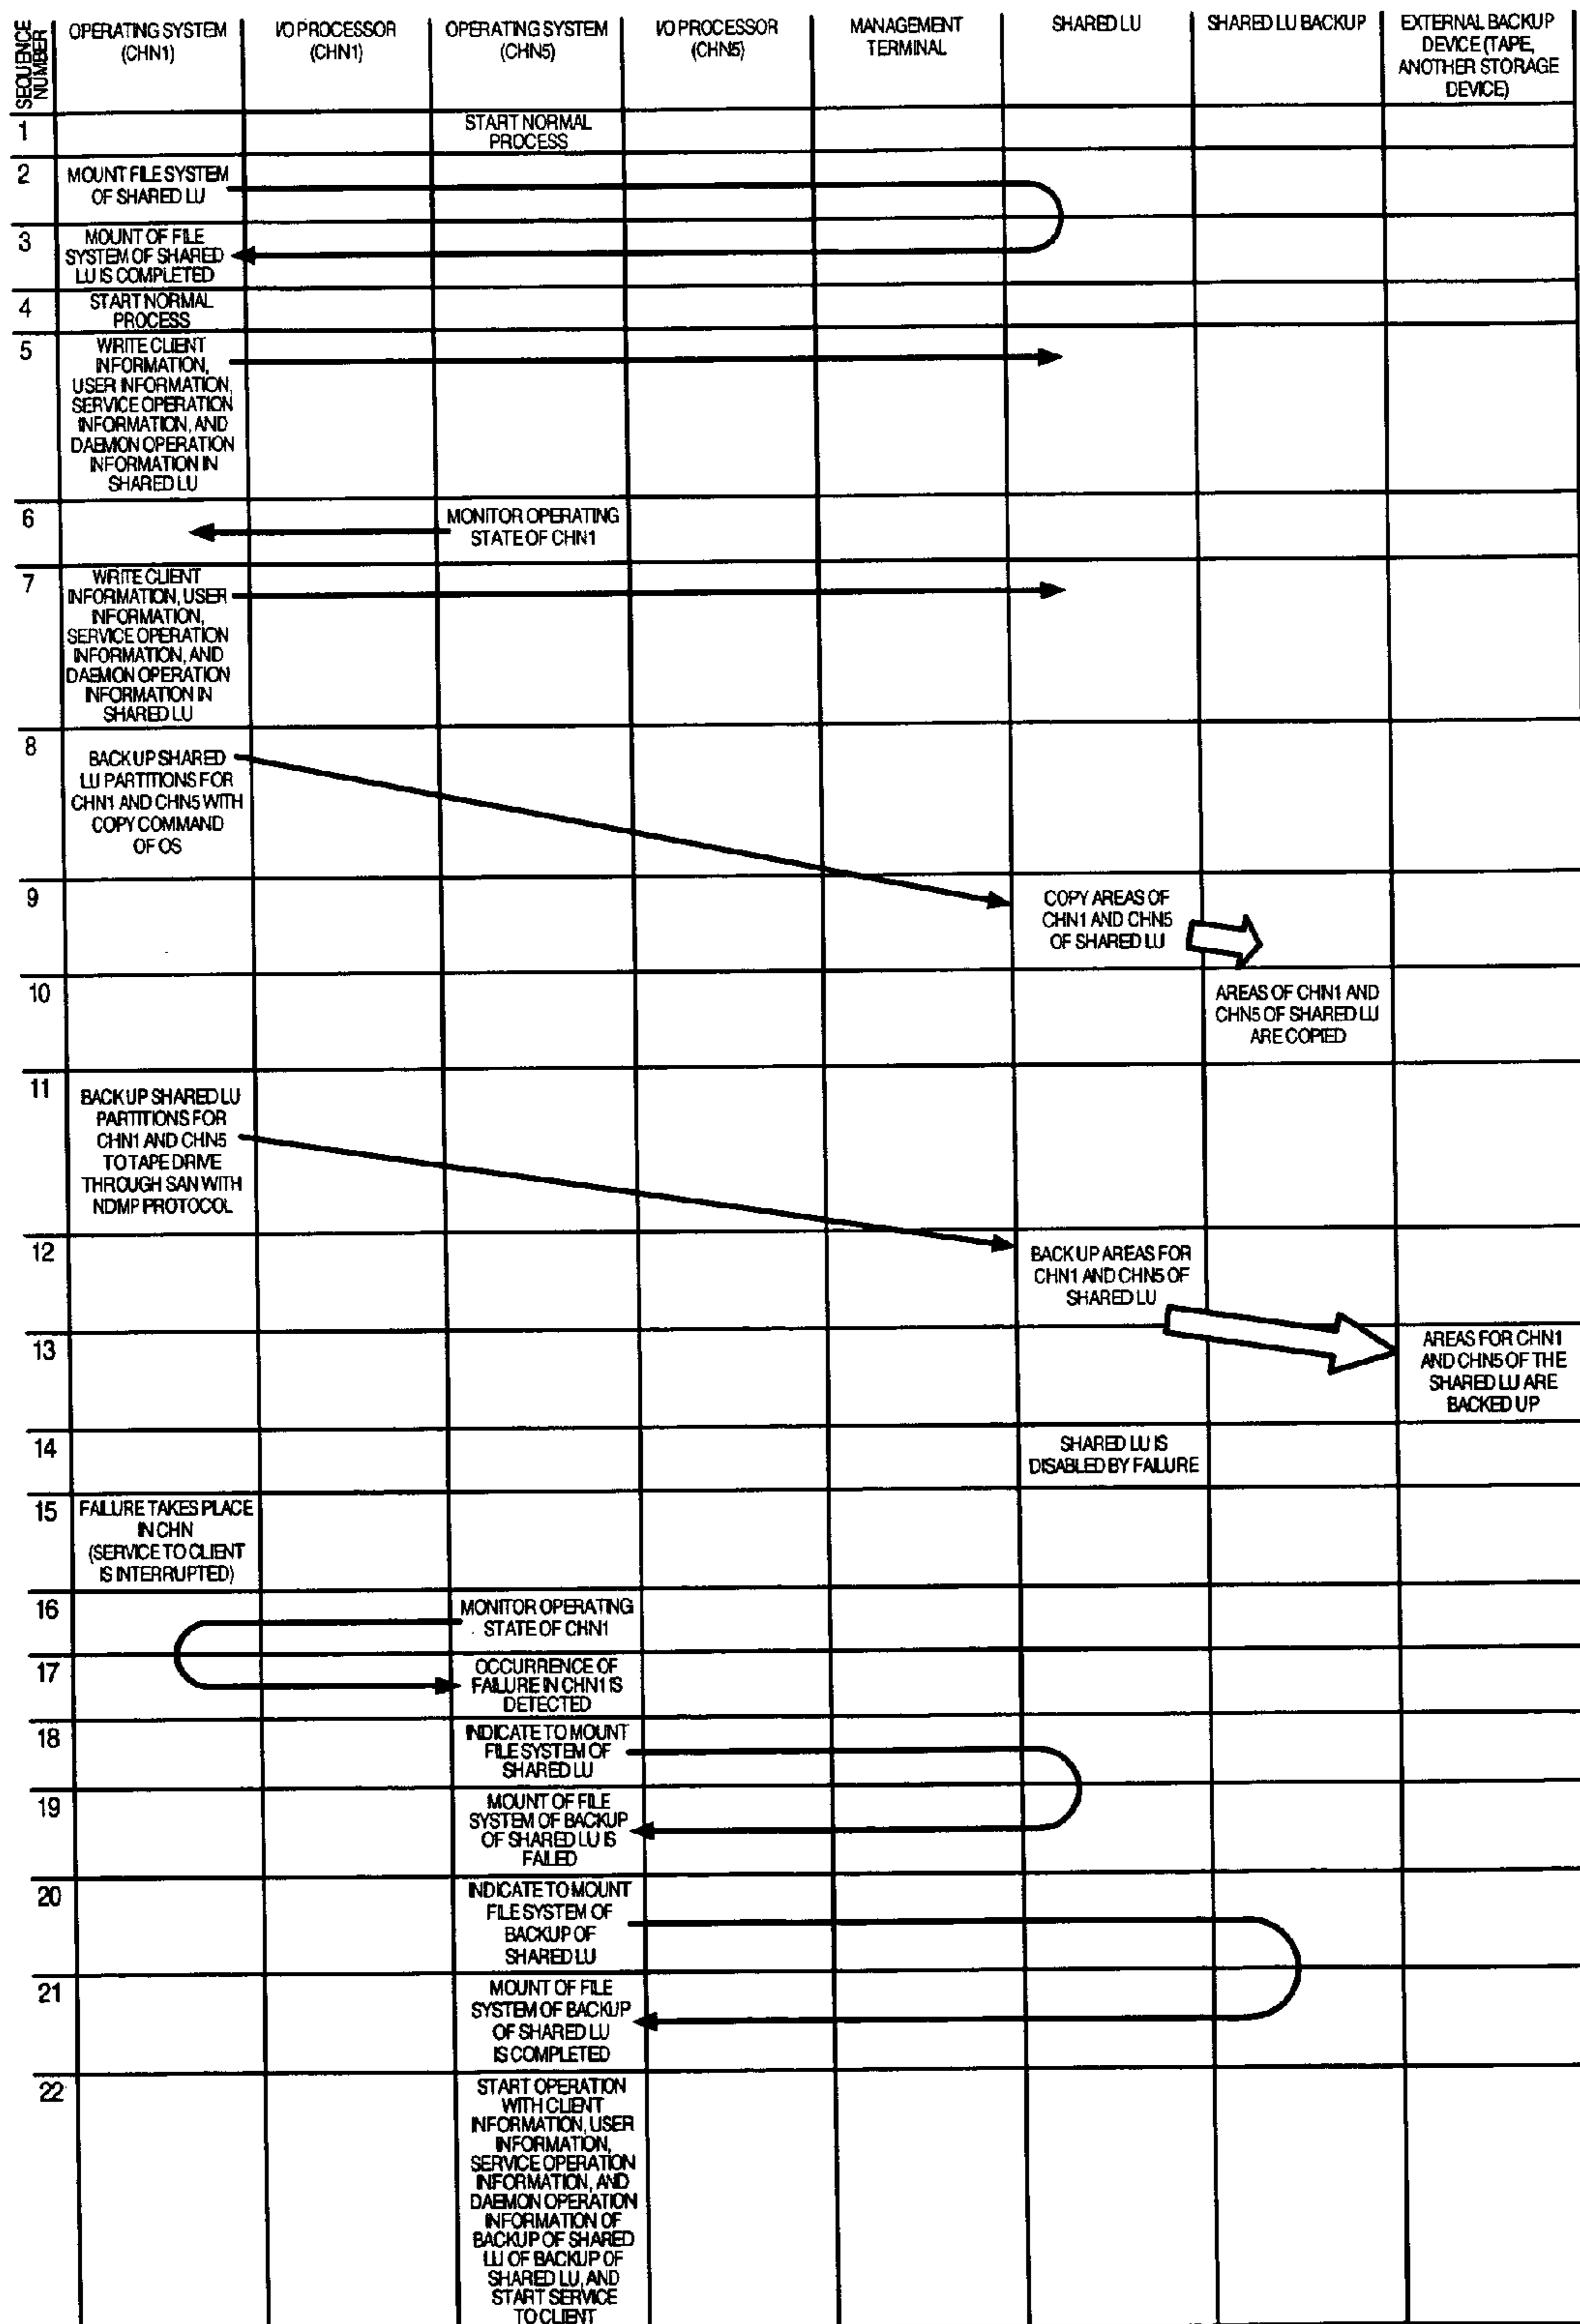 SEQUENCE
NUMBER
OPERATING SYSTEM
(CHN1)
I/O PROCESSOR
(CHN1)
OPERATING SYSTEM
(CHN5)
I/O PROCESSOR
(CHN5)
MANAGEMENT
TERMINAL
SHARED LU
SHARED LU BACKUP
EXTERNAL BACKUP
DEVICE (TAPE,
ANOTHER STORAGE
DEVICE)
1
START NORMAL
PROCESS
2
MOUNT FILE SYSTEM
OF SHARED LU
3
MOUNT OF FILE
SYSTEM OF SHARED
LU IS COMPLETED
4
START NORMAL
PROCESS
5
WRITE CLIENT
INFORMATION,
USER INFORMATION,
SERVICE OPERATION
INFORMATION, AND
DAEMON OPERATION
INFORMATION IN
SHARED LU
6
MONITOR OPERATING
STATE OF CHN1
7
WRITE CLIENT
INFORMATION, USER
INFORMATION,
SERVICE OPERATION
INFORMATION, AND
DAEMON OPERATION
INFORMATION IN
SHARED LU
8
BACK UP SHARED
LU PARTITIONS FOR
CHN1 AND CHN5 WITH
COPY COMMAND
OF OS
9
COPY AREAS OF
CHN1 AND CHN5
OF SHARED LU
10
AREAS OF CHN1 AND
CHN5 OF SHARED LU
ARE COPIED
11
BACK UP SHARED LU
PARTITIONS FOR
CHN1 AND CHN5
TO TAPE DRIVE
THROUGH SAN WITH
NDMP PROTOCOL
12
BACK UP AREAS FOR
CHN1 AND CHN5 OF
SHARED LU
13
AREAS FOR CHN1
AND CHN5 OF THE
SHARED LU ARE
BACKED UP
14
SHARED LU IS
DISABLED BY FAILURE
15
FAILURE TAKES PLACE
IN CHN
(SERVICE TO CLIENT
IS INTERRUPTED)
16
MONITOR OPERATING
STATE OF CHN1
17
OCCURRENCE OF
FAILURE IN CHN1 IS
DETECTED
18
INDICATE TO MOUNT
FILE SYSTEM OF
SHARED LU
19
MOUNT OF FILE
SYSTEM OF BACKUP
OF SHARED LU IS
FAILED
20
INDICATE TO MOUNT
FILE SYSTEM OF
BACKUP OF
SHARED LU
21
MOUNT OF FILE
SYSTEM OF BACKUP
OF SHARED LU
IS COMPLETED
22
START OPERATION
WITH CLIENT
INFORMATION, USER
INFORMATION,
SERVICE OPERATION
INFORMATION, AND
DAEMON OPERATION
INFORMATION OF
BACKUP OF SHARED
LU OF BACKUP OF
SHARED LU, AND
START SERVICE
TO CLIENT